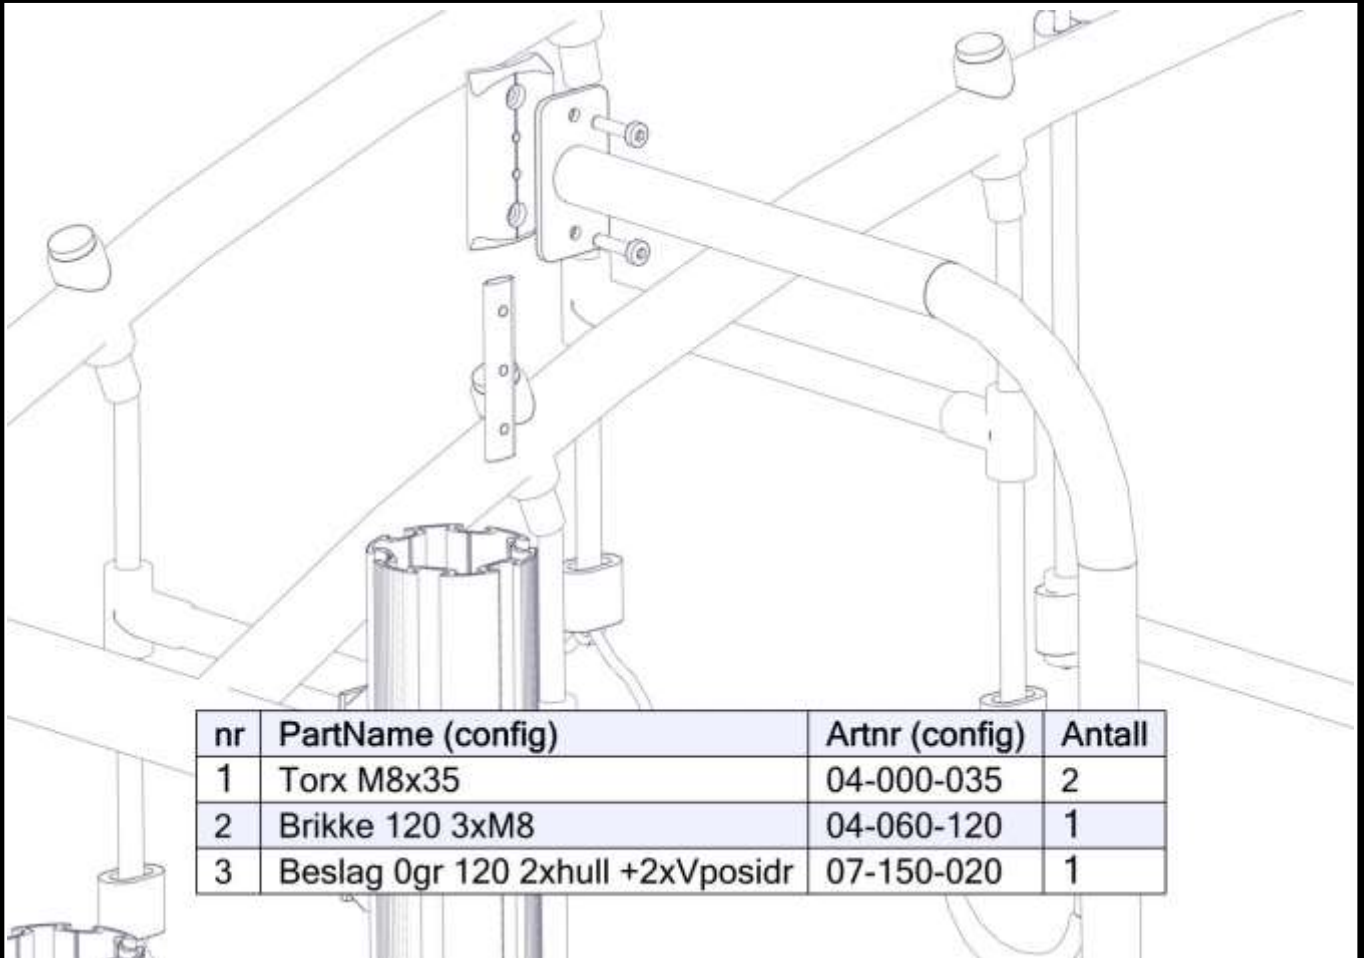 nr PartName (config) Artnr (config) Antall
1 Torx M8x35 04-000-035 2
2 Brikke 120 3xM8 04-060-120 1
3 Beslag 0gr 120 2xhull +2xVposidr 07-150-020 1